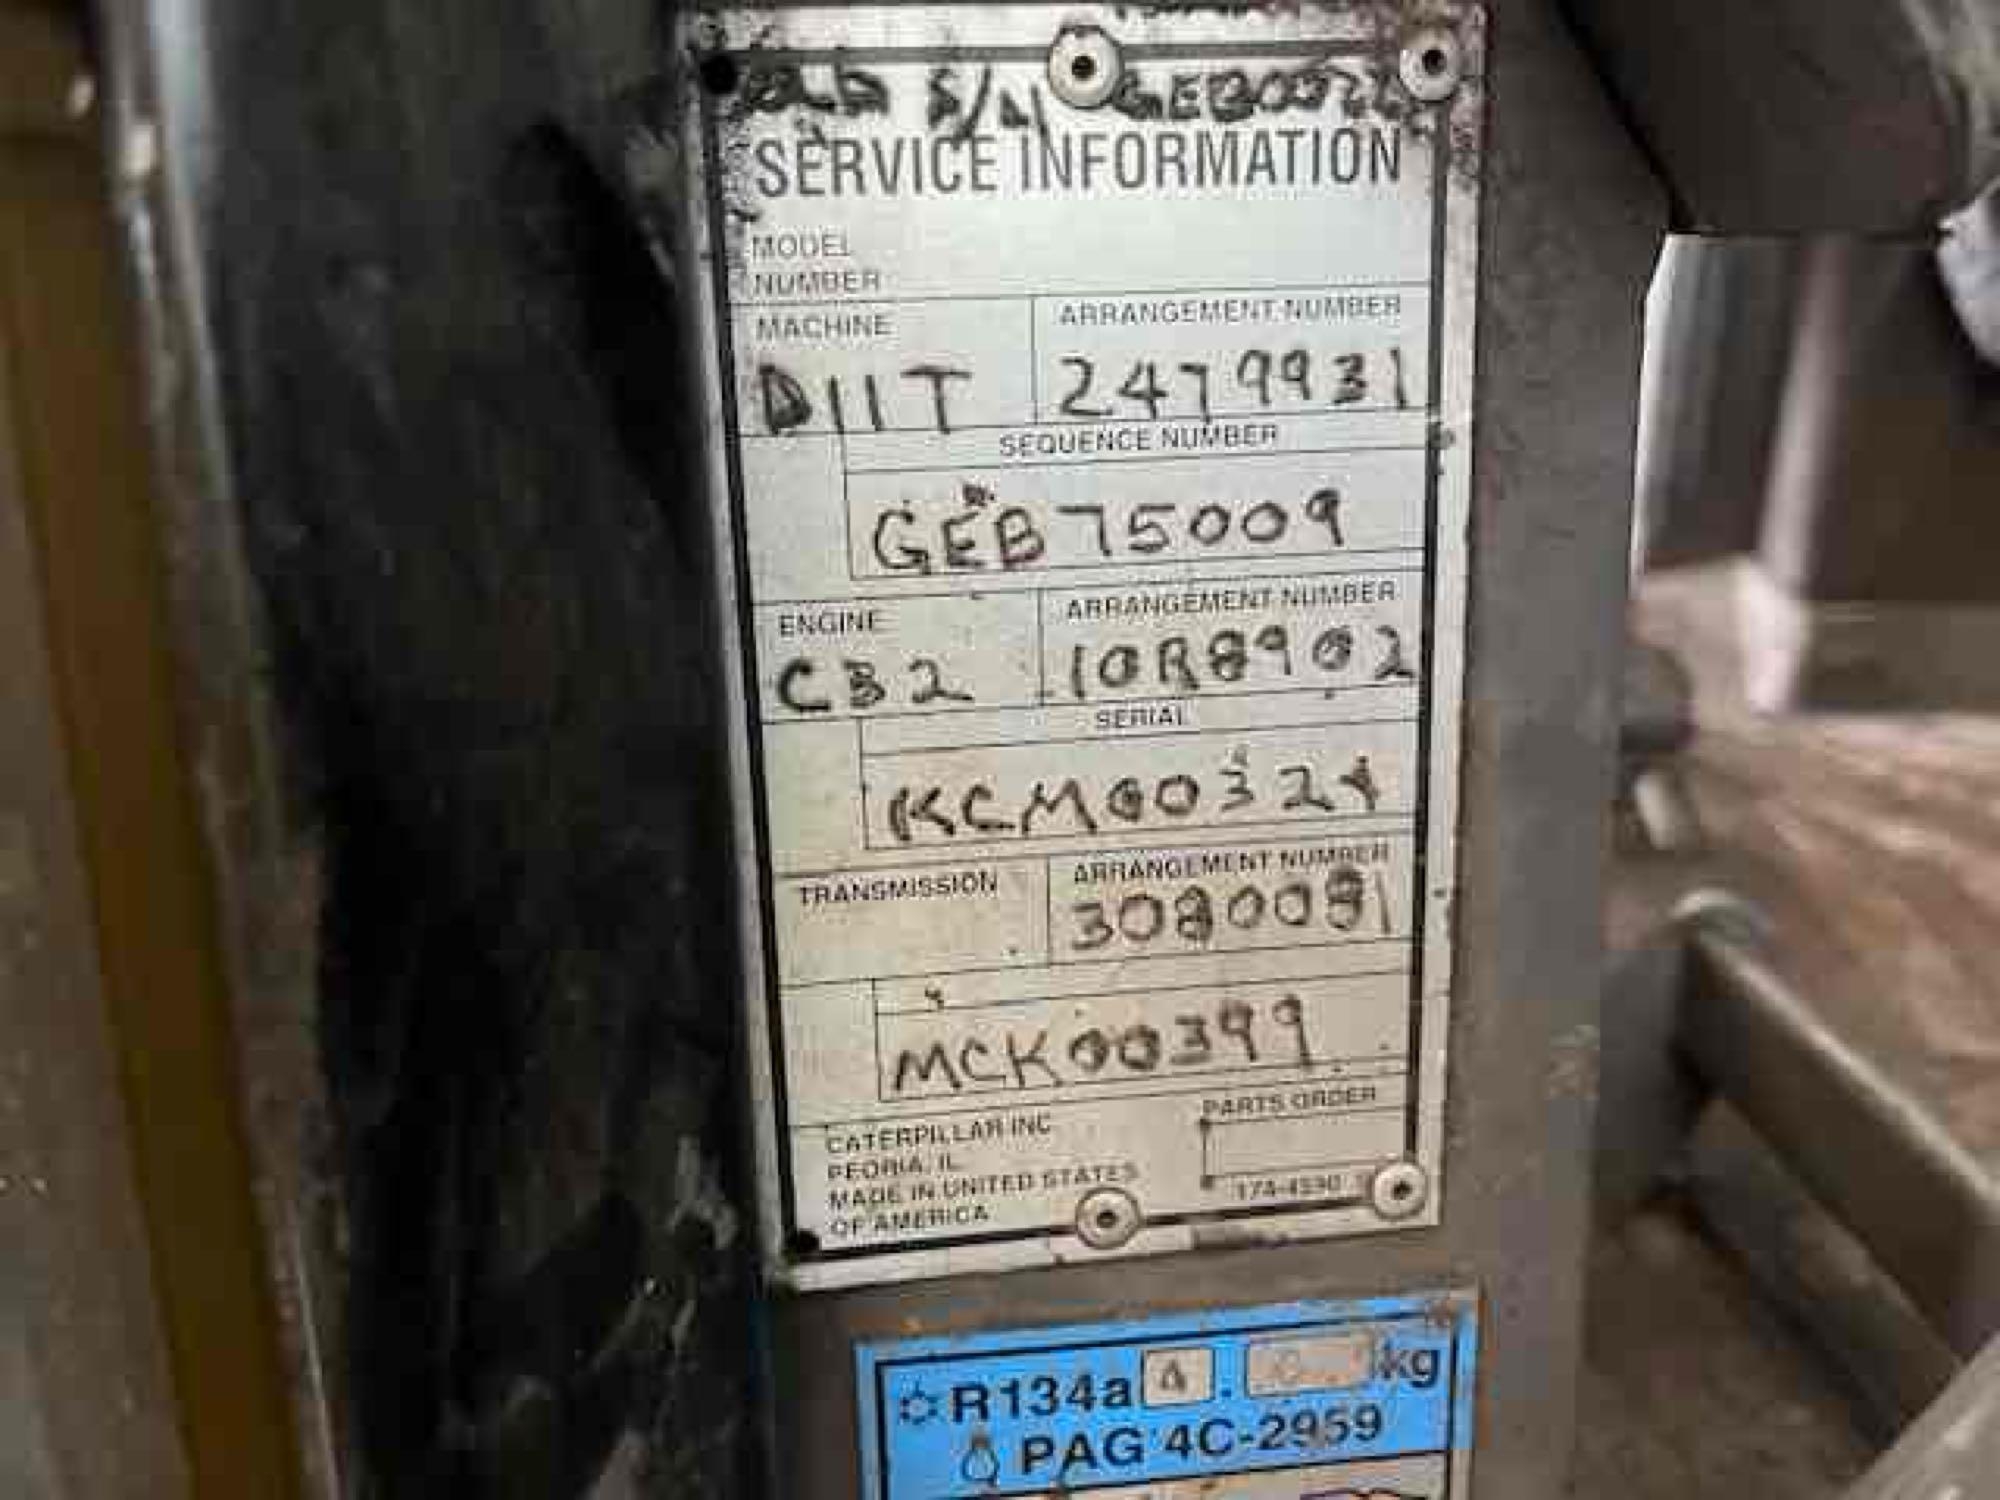 S/N GEB0022
SERVICE INFORMATION
MODEL
NUMBER
MACHINE ARRANGEMENT NUMBER
D11T 2479931
SEQUENCE NUMBER
GEB75009
ENGINE ARRANGEMENT NUMBER
C32 10R8902
SERIAL
KCM00324
TRANSMISSION ARRANGEMENT NUMBER
3080081
MCK00399
CATERPILLAR INC PARTS ORDER
PEORIA, IL
MADE IN UNITED STATES
OF AMERICA 174-4590
R134a kg
PAG 4C-2959